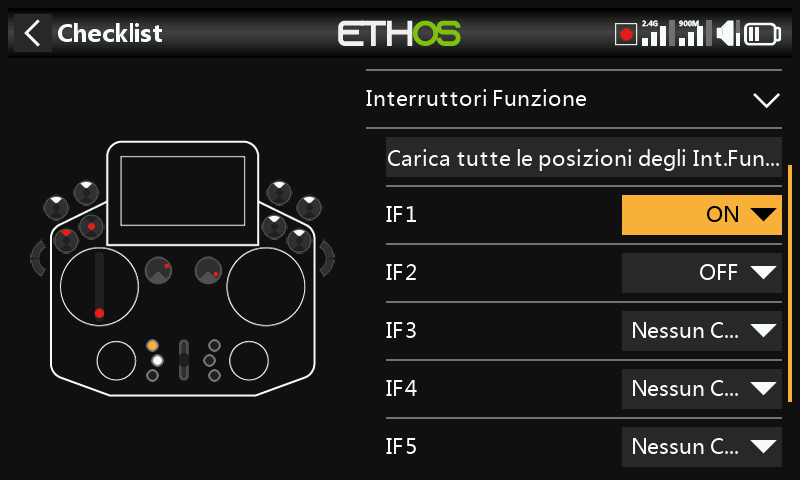 Checklist
ETHOS
2.4G
900M
Interruttori Funzione
Carica tutte le posizioni degli Int.Fun...
IF1
ON
IF2
OFF
IF3
Nessun C...
IF4
Nessun C...
IF5
Nessun C...